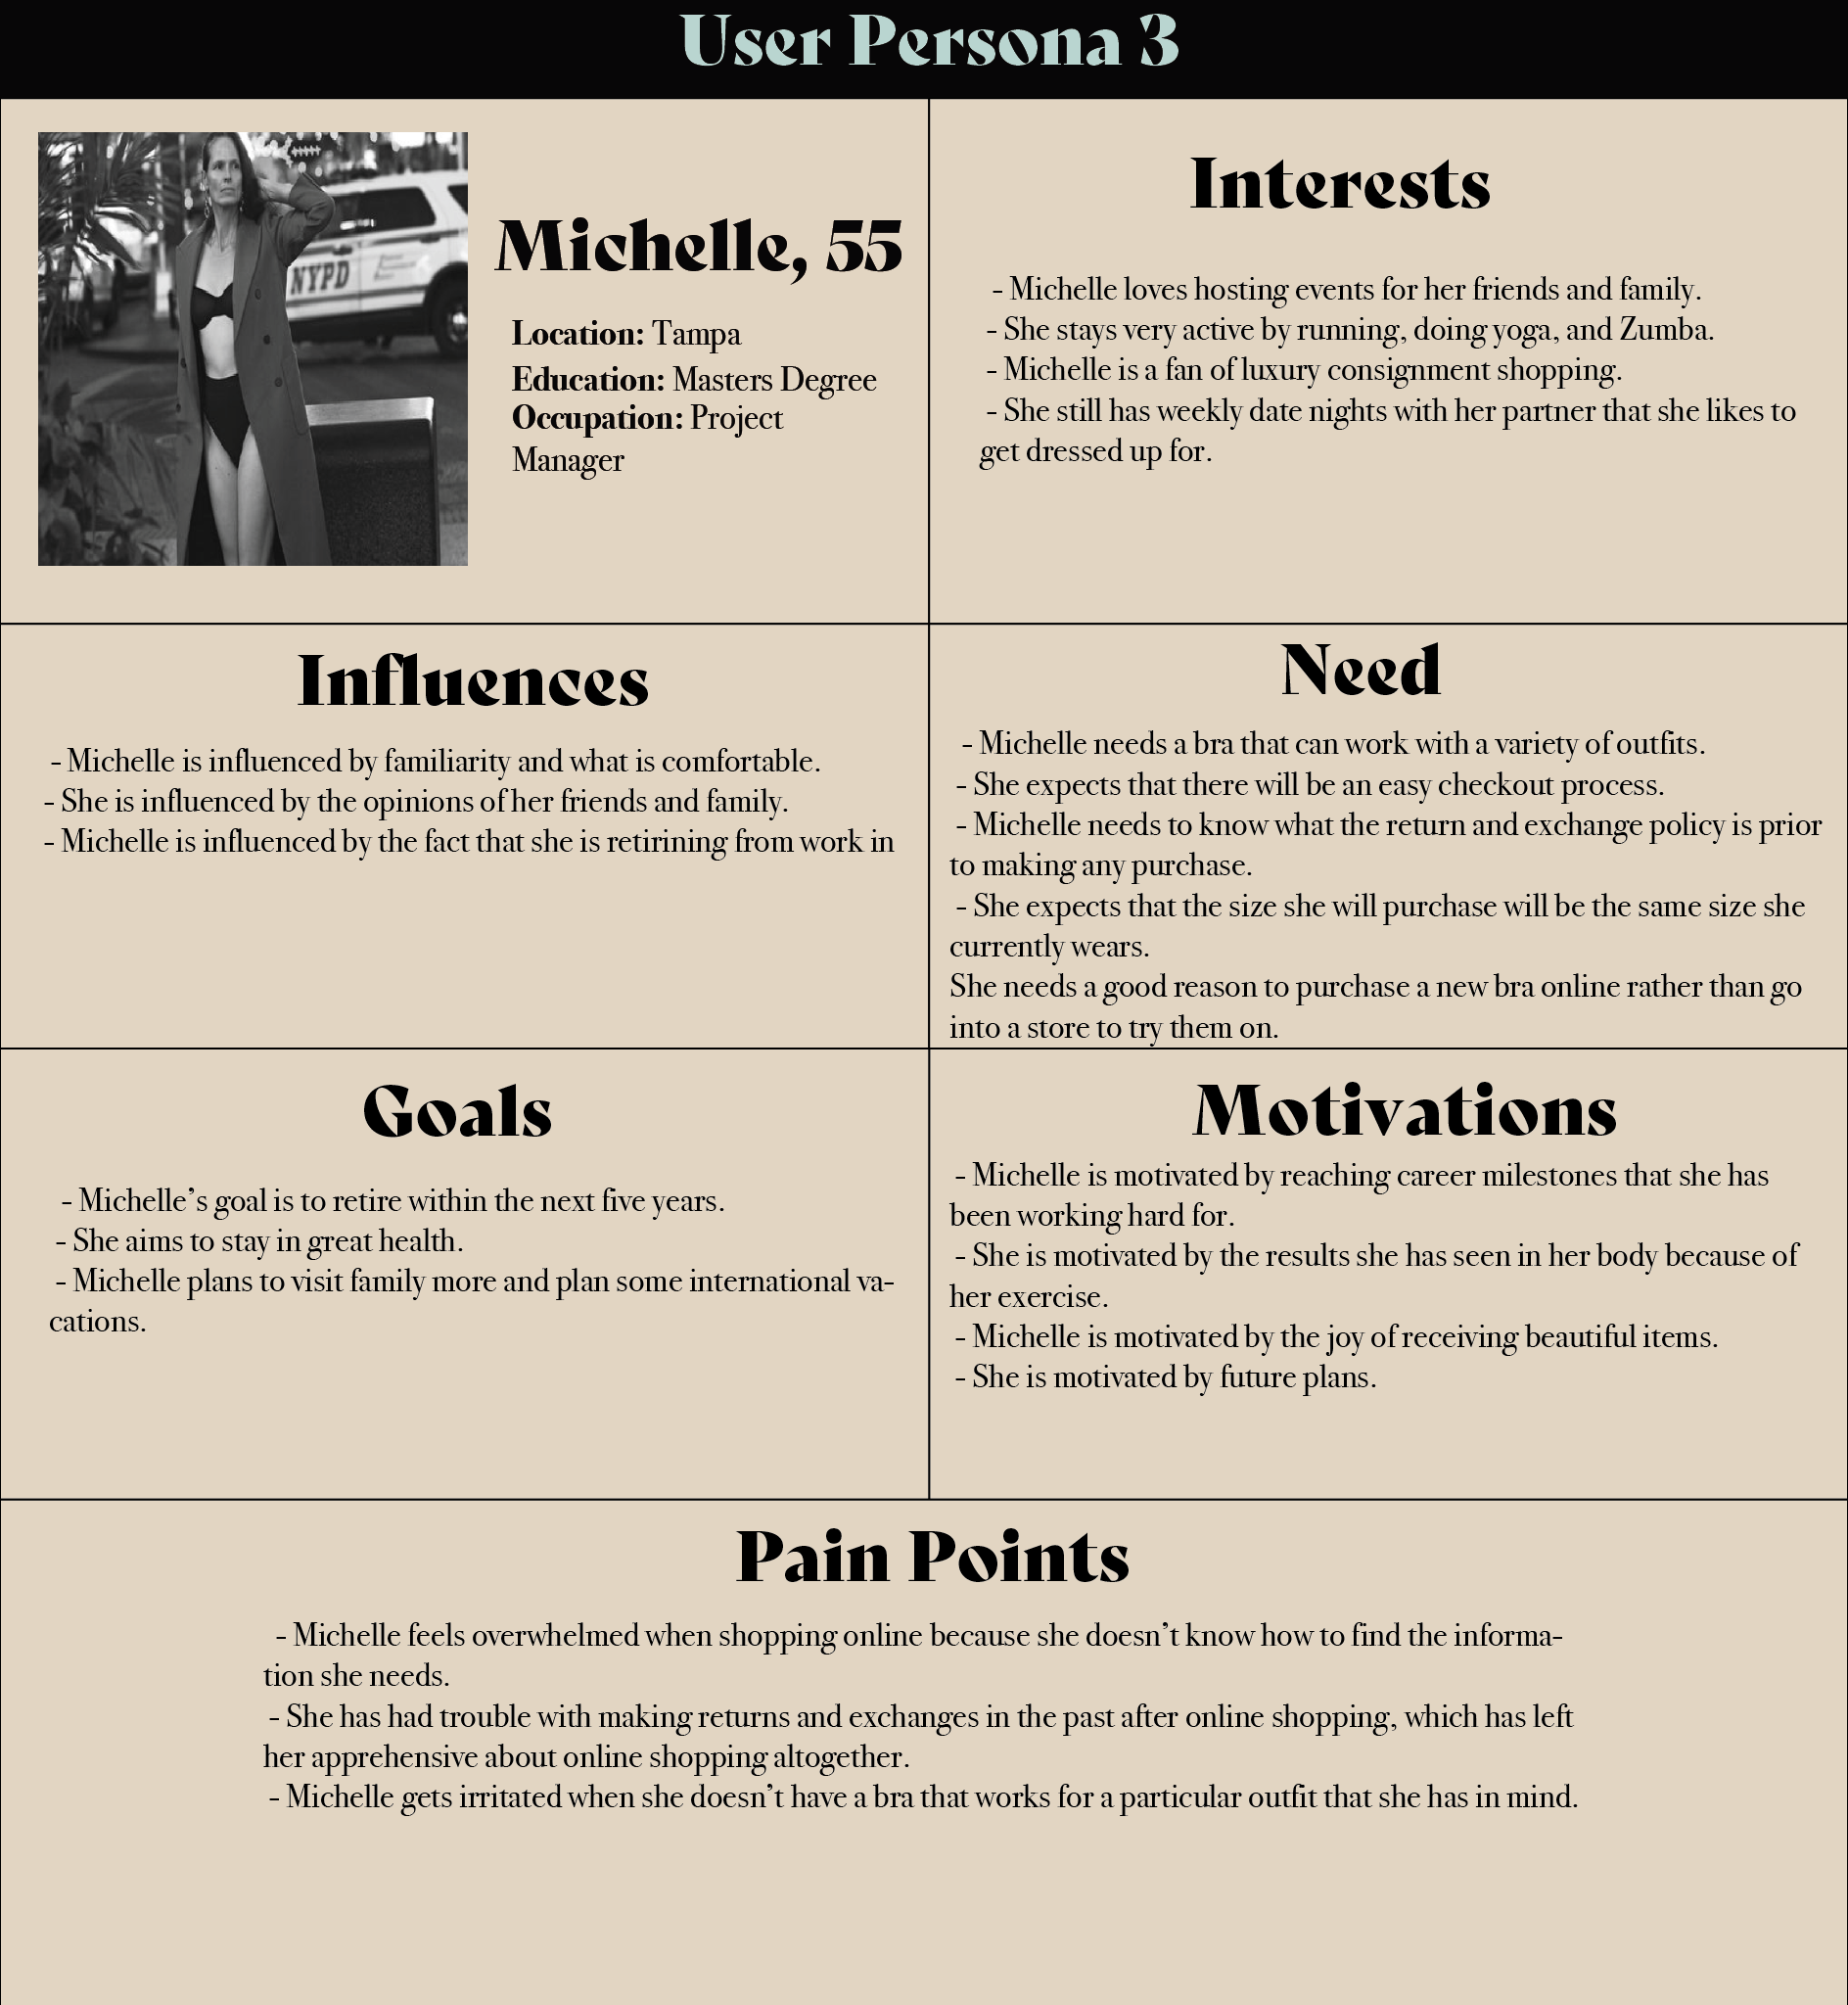 User Persona 3
NYPD
Michelle, 55
Location: Tampa
Education: Masters Degree
Occupation: Project
Manager
Interests
- Michelle loves hosting events for her friends and family.
- She stays very active by running, doing yoga, and Zumba.
- Michelle is a fan of luxury consignment shopping.
- She still has weekly date nights with her partner that she likes to
get dressed up for.
Influences
- Michelle is influenced by familiarity and what is comfortable.
- She is influenced by the opinions of her friends and family.
- Michelle is influenced by the fact that she is retirining from work in
Need
- Michelle needs a bra that can work with a variety of outfits.
- She expects that there will be an easy checkout process.
- Michelle needs to know what the return and exchange policy is prior
to making any purchase.
- She expects that the size she will purchase will be the same size she
currently wears.
She needs a good reason to purchase a new bra online rather than go
into a store to try them on.
Goals
- Michelle’s goal is to retire within the next five years.
- She aims to stay in great health.
- Michelle plans to visit family more and plan some international va-
cations.
Motivations
- Michelle is motivated by reaching career milestones that she has
been working hard for.
- She is motivated by the results she has seen in her body because of
her exercise.
- Michelle is motivated by the joy of receiving beautiful items.
- She is motivated by future plans.
Pain Points
- Michelle feels overwhelmed when shopping online because she doesn’t know how to find the informa-
tion she needs.
- She has had trouble with making returns and exchanges in the past after online shopping, which has left
her apprehensive about online shopping altogether.
- Michelle gets irritated when she doesn’t have a bra that works for a particular outfit that she has in mind.